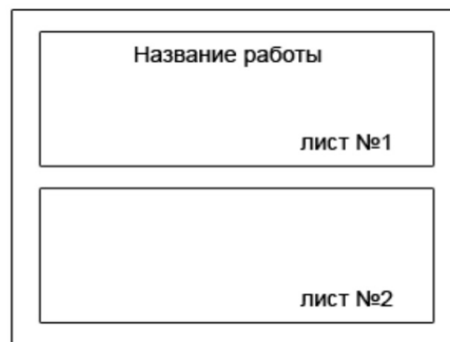 Название работы
лист №1
лист №2